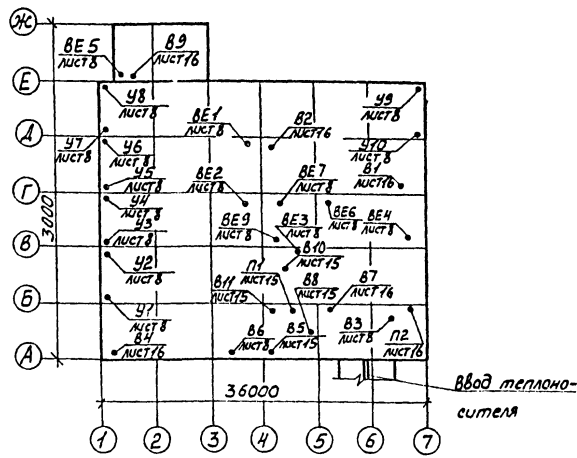 Ж
ВЕ 5
лист 8
В9
лист 16
Е
У8
лист 8
У9
лист 8
ВЕ1
лист 8
В2
лист 16
Д
У7
лист 8
У6
лист 8
У10
лист 8
У5
лист 8
ВЕ2
лист 8
ВЕ7
лист 8
В1
лист 16
Г
У4
лист 8
3000
У3
лист 8
ВЕ9
лист 8
ВЕ3
лист 8
ВЕ6
лист 8
ВЕ4
лист 8
В
У2
лист 8
В10
лист 15
В11
лист 15
П1
лист 15
В8
лист 15
В7
лист 16
Б
У1
лист 8
В4
лист 16
В6
лист 8
В5
лист 15
В3
лист 8
П2
лист 16
А
36000
Ввод теплоно-
сителя
1 2 3 4 5 6 7